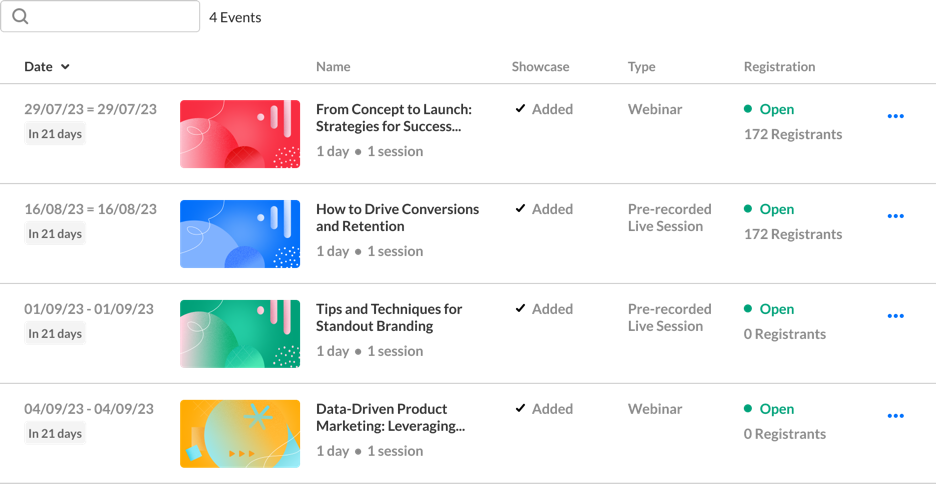 4 Events
Date Name Showcase Type Registration
29/07/23 = 29/07/23
In 21 days
From Concept to Launch:
Strategies for Success...
1 day • 1 session
Added
Webinar
Open
172 Registrants
16/08/23 = 16/08/23
In 21 days
How to Drive Conversions
and Retention
1 day • 1 session
Added
Pre-recorded
Live Session
Open
172 Registrants
01/09/23 - 01/09/23
In 21 days
Tips and Techniques for
Standout Branding
1 day • 1 session
Added
Pre-recorded
Live Session
Open
0 Registrants
04/09/23 - 04/09/23
In 21 days
Data-Driven Product
Marketing: Leveraging...
1 day • 1 session
Added
Webinar
Open
0 Registrants